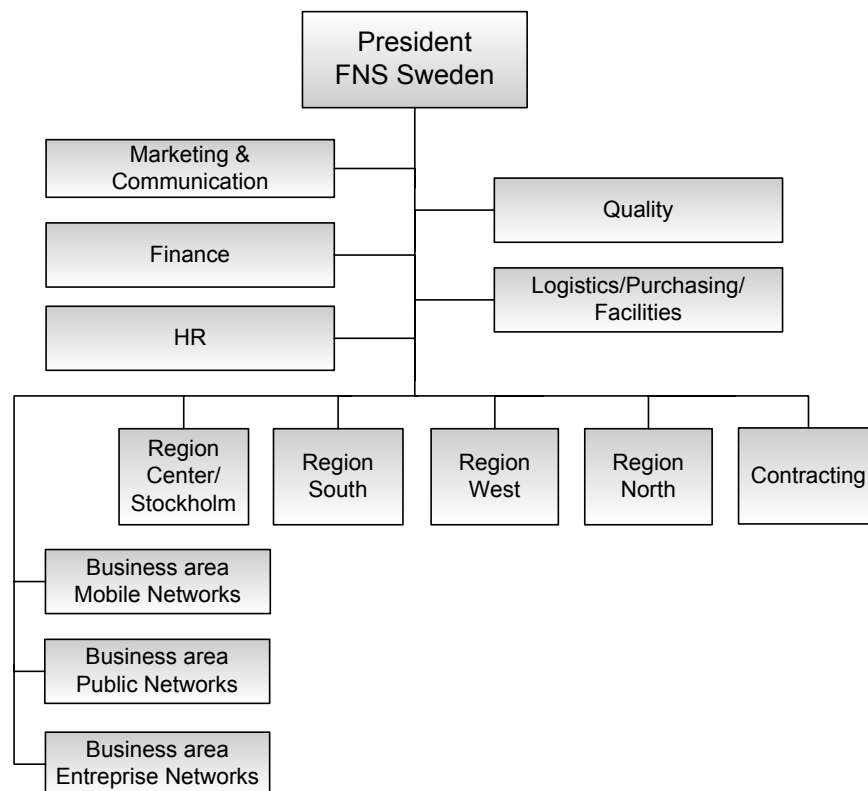 President
FNS Sweden
Marketing &
Communication
Quality
Finance
Logistics/Purchasing/
Facilities
HR
Region
Center/
Stockholm
Region
South
Region
West
Region
North
Contracting
Business area
Mobile Networks
Business area
Public Networks
Business area
Entreprise Networks